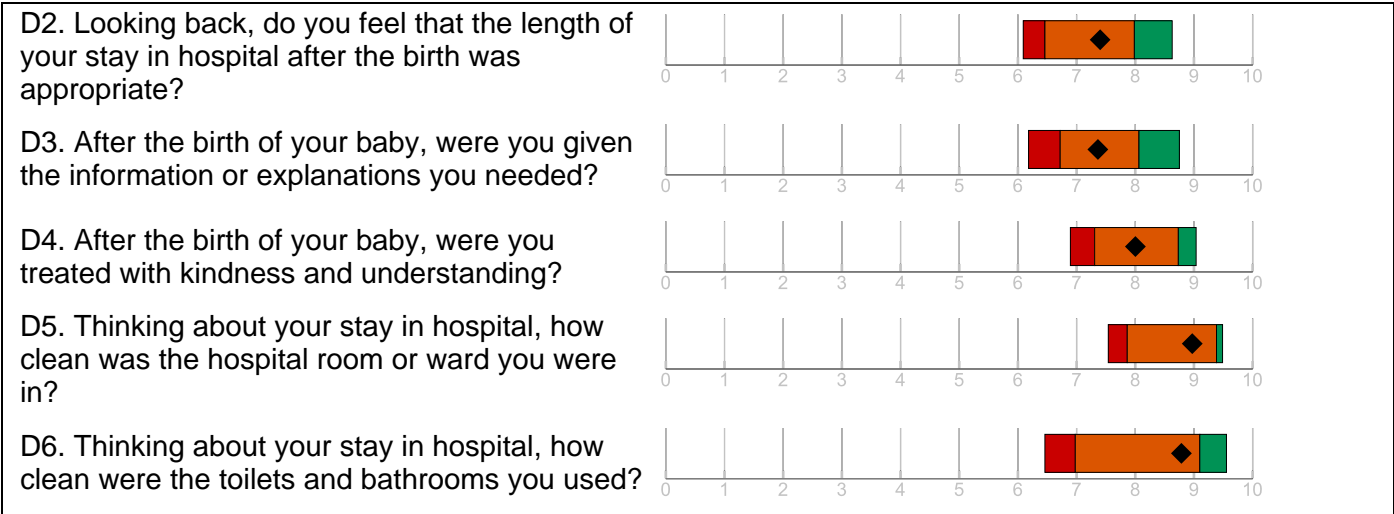 D2. Looking back, do you feel that the length of
your stay in hospital after the birth was
appropriate?
0 1 2 3 4 5 6 7 8 9 10
D3. After the birth of your baby, were you given
the information or explanations you needed?
0 1 2 3 4 5 6 7 8 9 10
D4. After the birth of your baby, were you
treated with kindness and understanding?
0 1 2 3 4 5 6 7 8 9 10
D5. Thinking about your stay in hospital, how
clean was the hospital room or ward you were
in?
0 1 2 3 4 5 6 7 8 9 10
D6. Thinking about your stay in hospital, how
clean were the toilets and bathrooms you used?
0 1 2 3 4 5 6 7 8 9 10